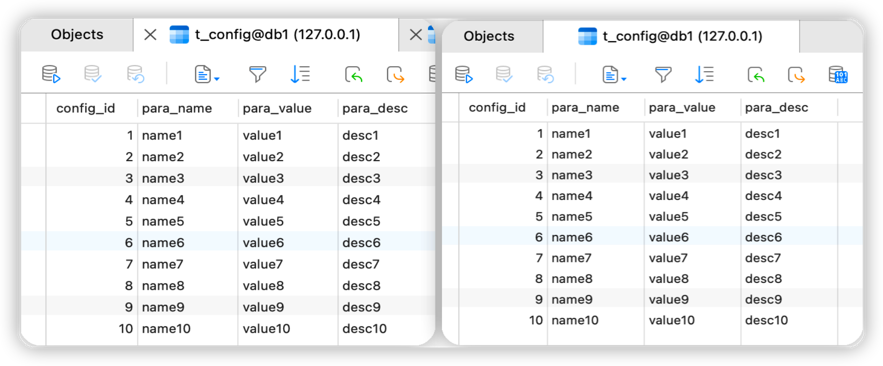 Objects t_config@db1 (127.0.0.1)
config_id para_name para_value para_desc
1 name1 value1 desc1
2 name2 value2 desc2
3 name3 value3 desc3
4 name4 value4 desc4
5 name5 value5 desc5
6 name6 value6 desc6
7 name7 value7 desc7
8 name8 value8 desc8
9 name9 value9 desc9
10 name10 value10 desc10
Objects t_config@db1 (127.0.0.1)
config_id para_name para_value para_desc
1 name1 value1 desc1
2 name2 value2 desc2
3 name3 value3 desc3
4 name4 value4 desc4
5 name5 value5 desc5
6 name6 value6 desc6
7 name7 value7 desc7
8 name8 value8 desc8
9 name9 value9 desc9
10 name10 value10 desc10